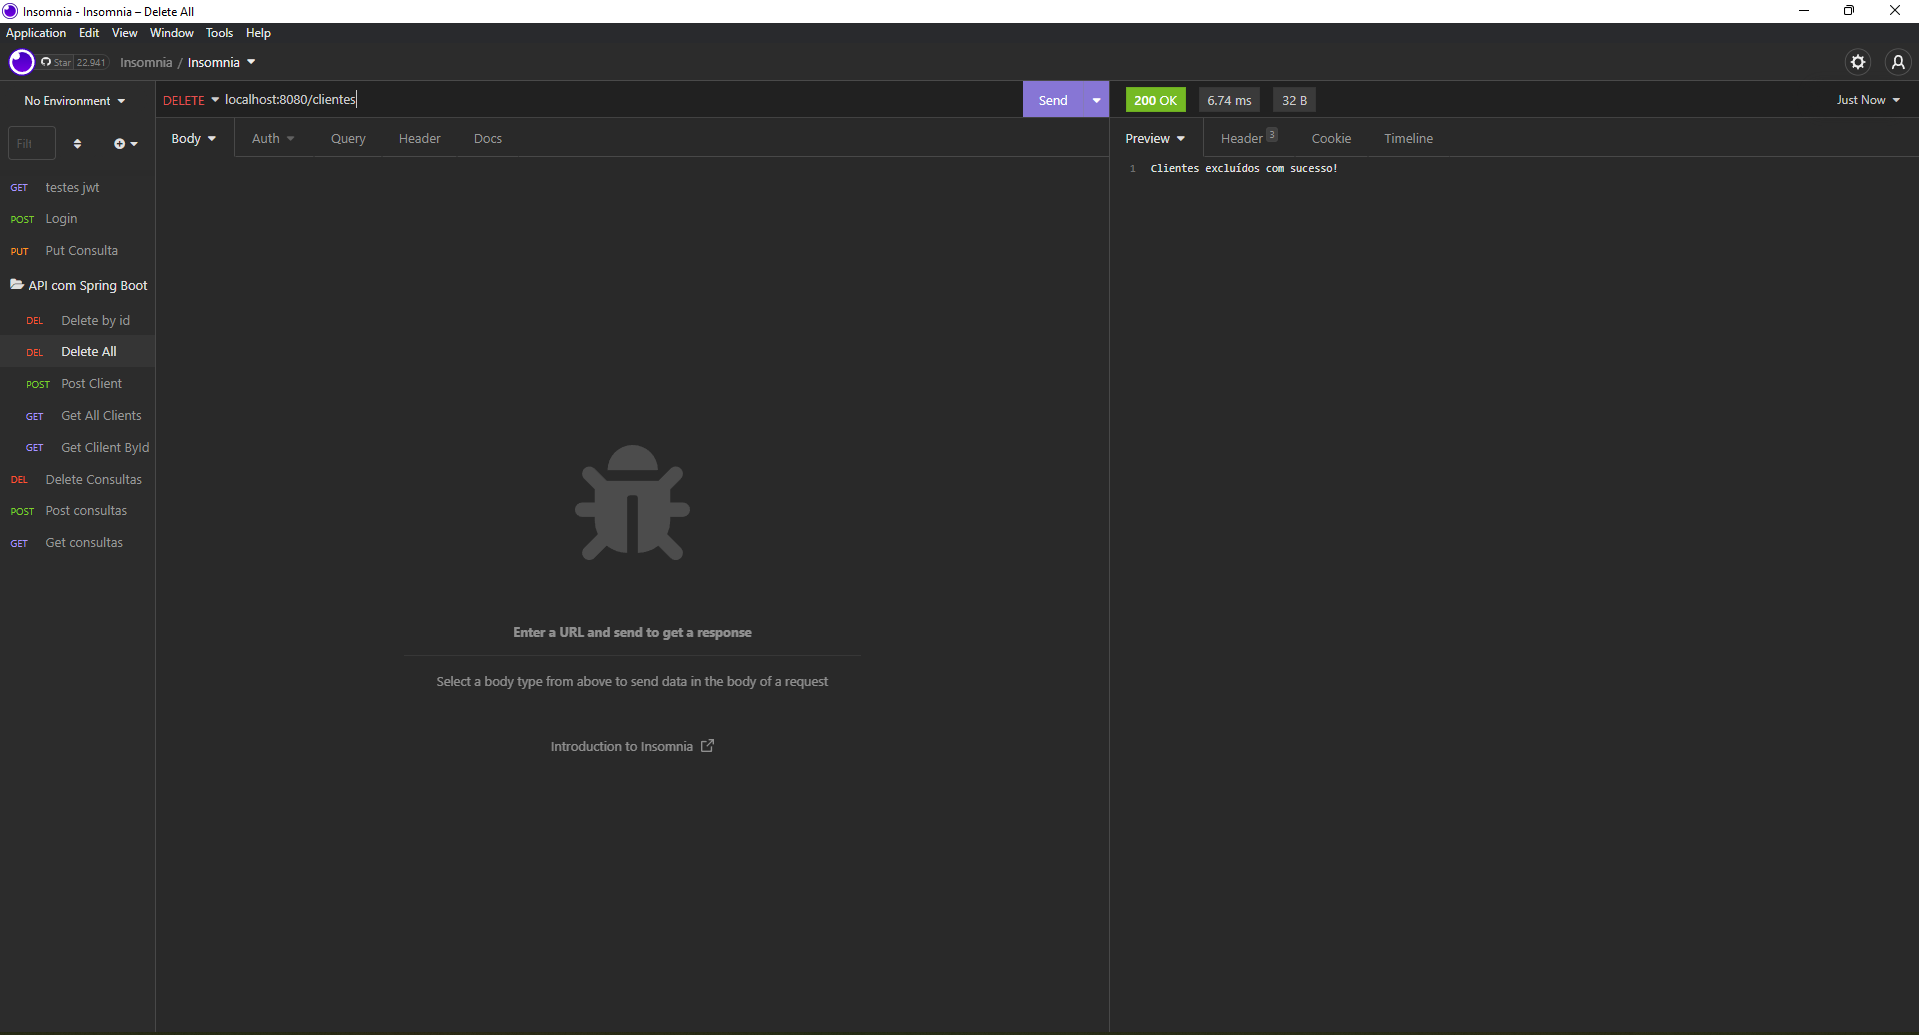 Insomnia - Insomnia – Delete All
Application Edit View Window Tools Help
Star 22.941 Insomnia / Insomnia
No Environment
DELETE localhost:8080/clientes
Send
200 OK 6.74 ms 32 B Just Now
Filt
Body Auth Query Header Docs
Preview Header 3 Cookie Timeline
1 Clientes excluídos com sucesso!
GET testes jwt
POST Login
PUT Put Consulta
API com Spring Boot
DEL Delete by id
DEL Delete All
POST Post Client
GET Get All Clients
GET Get Clilent ById
DEL Delete Consultas
POST Post consultas
GET Get consultas
Enter a URL and send to get a response
Select a body type from above to send data in the body of a request
Introduction to Insomnia